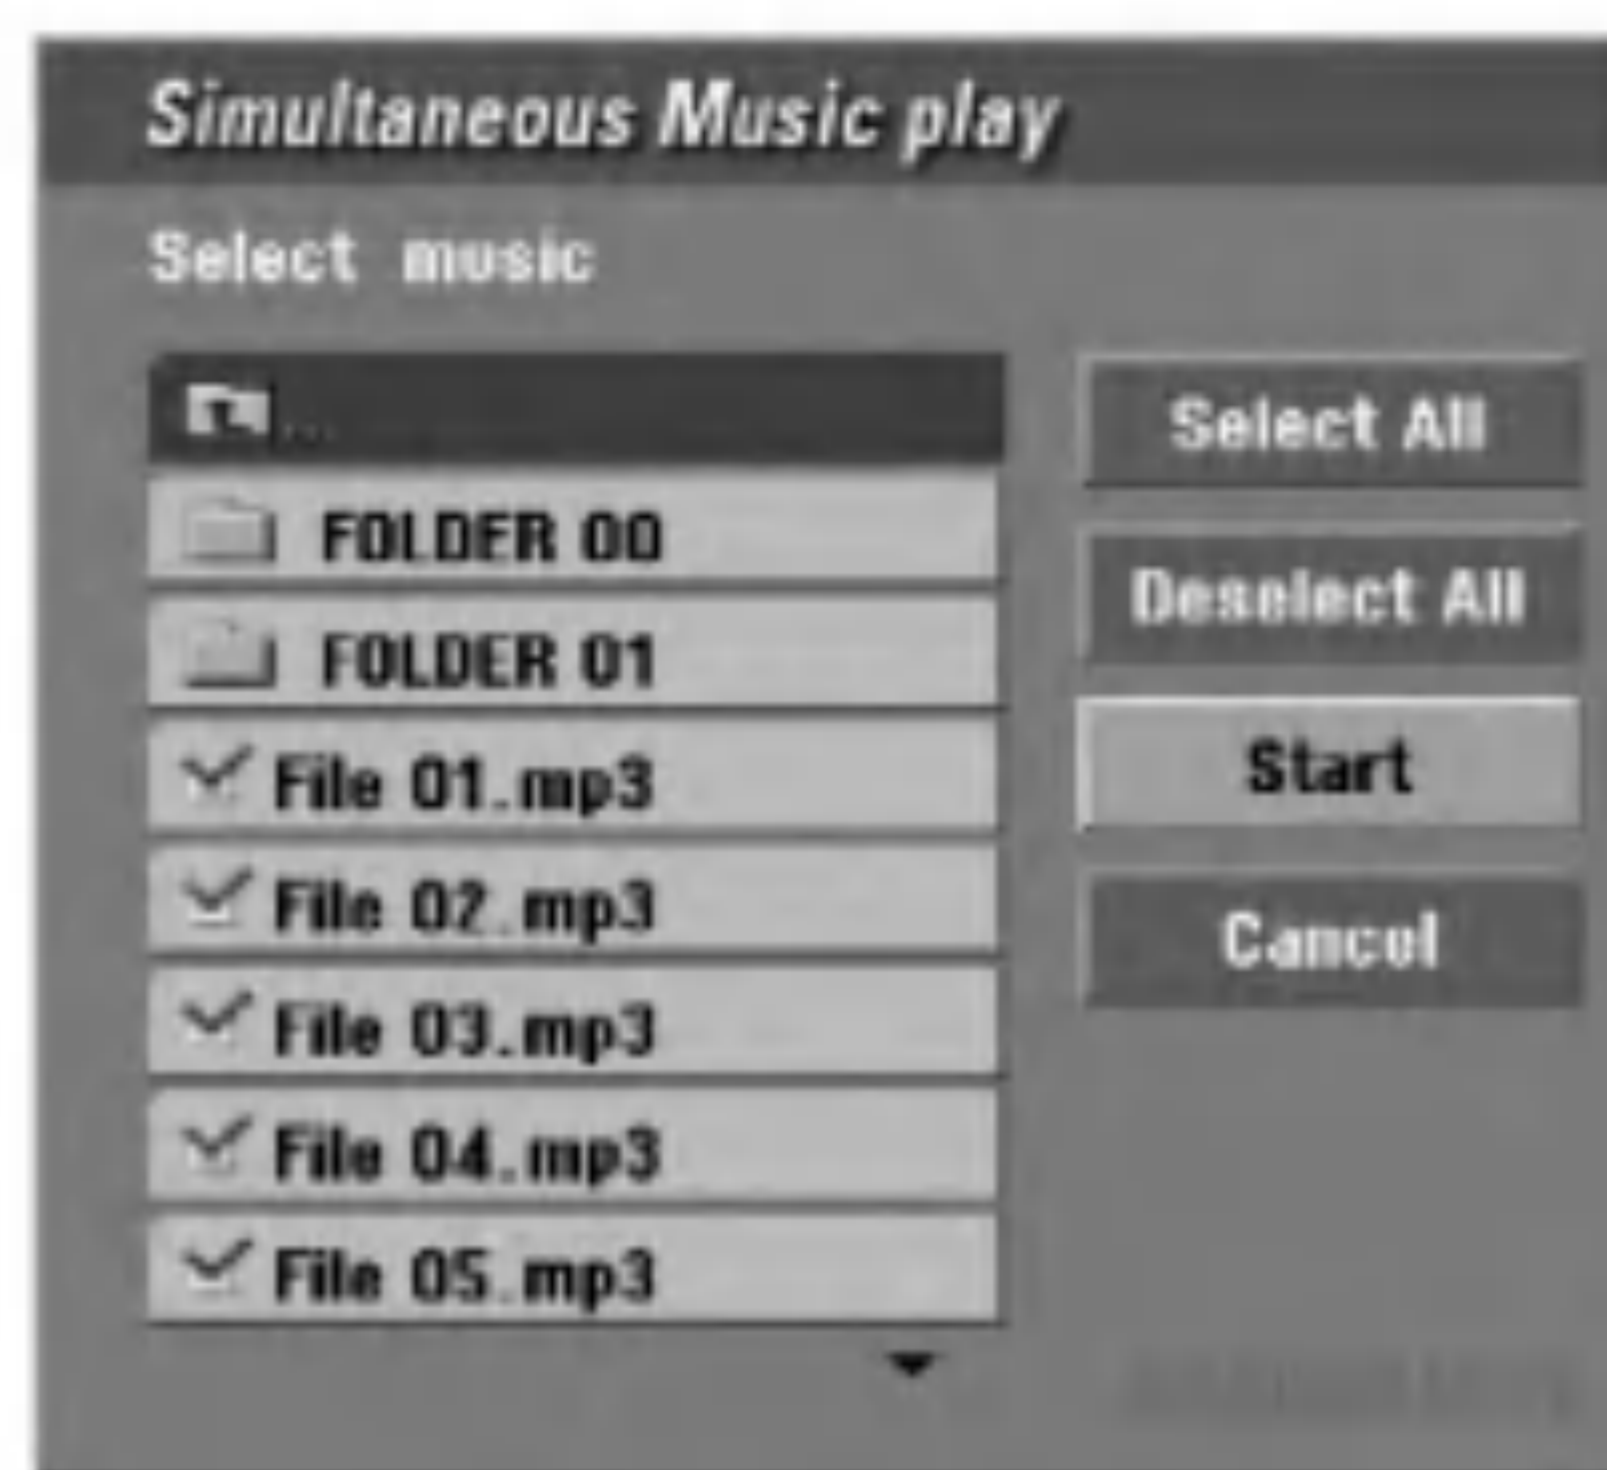 Simultaneous Music play
Select music
...
FOLDER 00
FOLDER 01
File 01.mp3
File 02.mp3
File 03.mp3
File 04.mp3
File 05.mp3
Select All
Deselect All
Start
Cancel